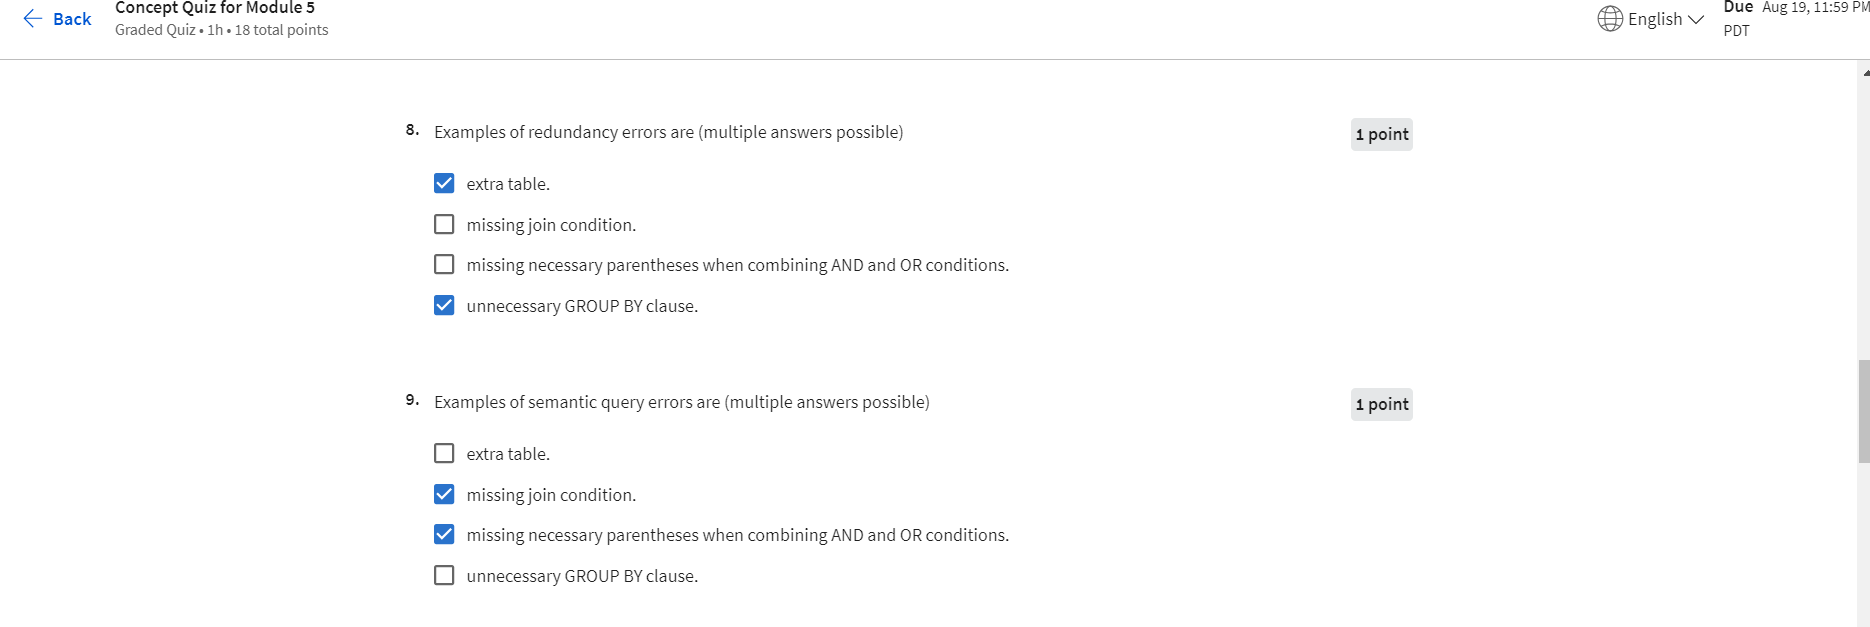 Back
Concept Quiz for Module 5
Graded Quiz • 1h • 18 total points
English
Due Aug 19, 11:59 PM
PDT
8. Examples of redundancy errors are (multiple answers possible)
1 point
extra table.
missing join condition.
missing necessary parentheses when combining AND and OR conditions.
unnecessary GROUP BY clause.
9. Examples of semantic query errors are (multiple answers possible)
1 point
extra table.
missing join condition.
missing necessary parentheses when combining AND and OR conditions.
unnecessary GROUP BY clause.